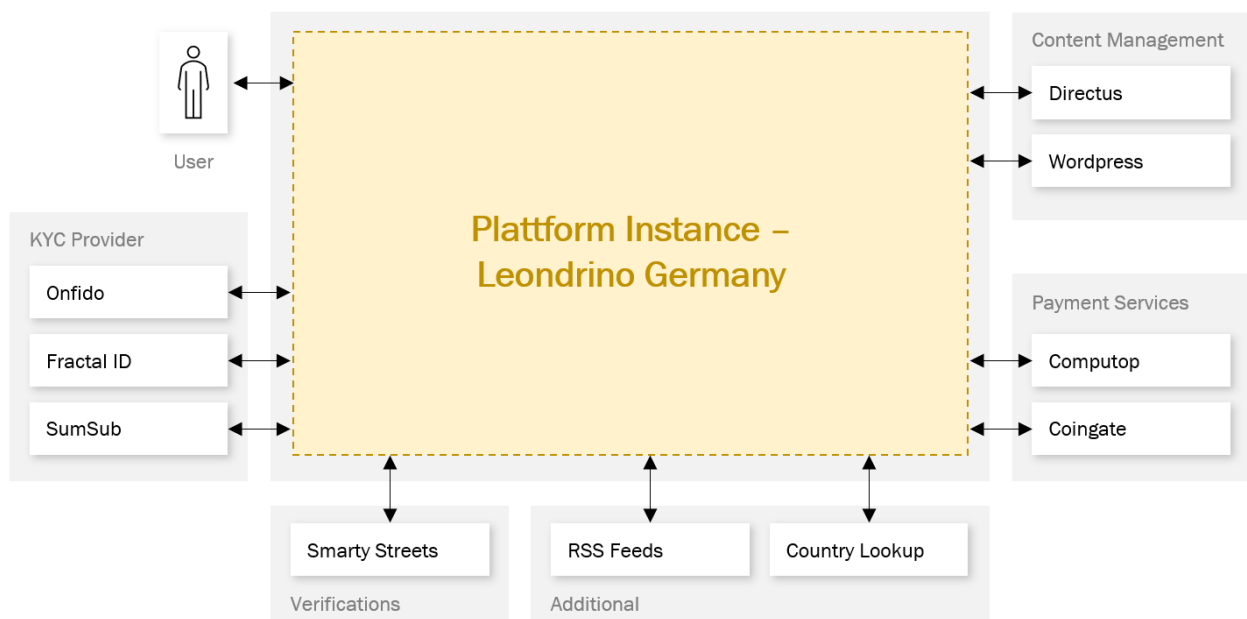 User
KYC Provider
Onfido
Fractal ID
SumSub
Plattform Instance –
Leondrino Germany
Content Management
Directus
Wordpress
Payment Services
Computop
Coingate
Smarty Streets
Verifications
RSS Feeds
Country Lookup
Additional